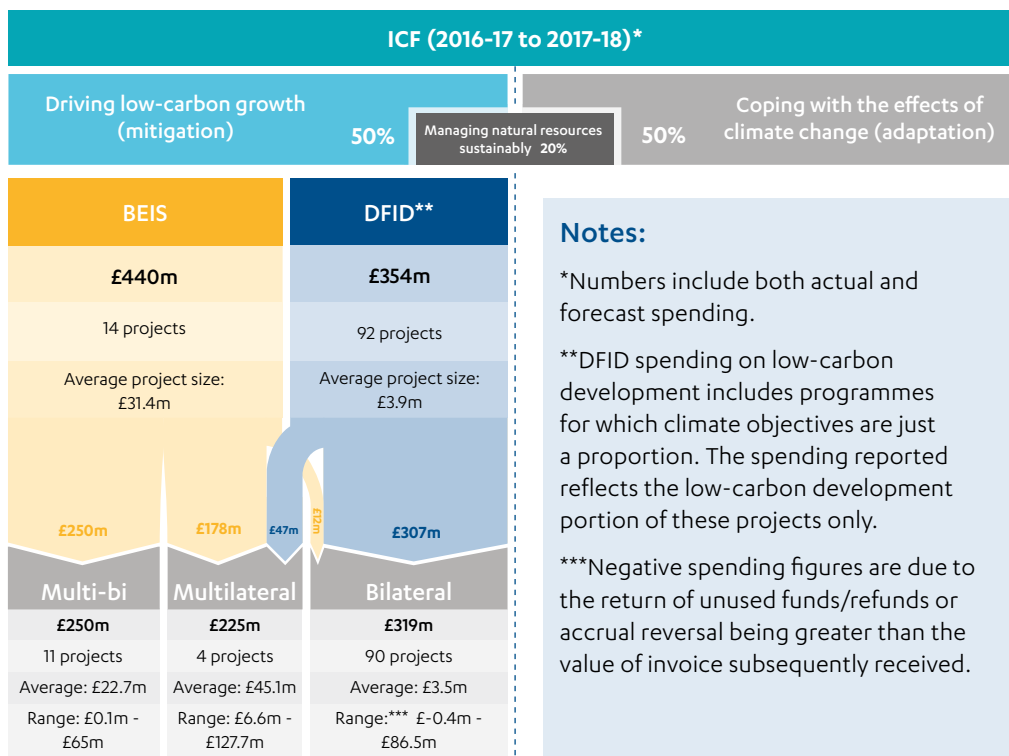 ICF (2016-17 to 2017-18)*
Driving low-carbon growth
(mitigation)
50%
Managing natural resources
sustainably 20%
50%
Coping with the effects of
climate change (adaptation)
BEIS
DFID**
£440m
£354m
14 projects
92 projects
Average project size:
£31.4m
Average project size:
£3.9m
£250m
£178m
£47m
£12m
£307m
Multi-bi
Multilateral
Bilateral
£250m
£225m
£319m
11 projects
4 projects
90 projects
Average: £22.7m
Average: £45.1m
Average: £3.5m
Range: £0.1m -
£65m
Range: £6.6m -
£127.7m
Range:*** £-0.4m -
£86.5m
Notes:
*Numbers include both actual and
forecast spending.
**DFID spending on low-carbon
development includes programmes
for which climate objectives are just
a proportion. The spending reported
reflects the low-carbon development
portion of these projects only.
***Negative spending figures are due to
the return of unused funds/refunds or
accrual reversal being greater than the
value of invoice subsequently received.